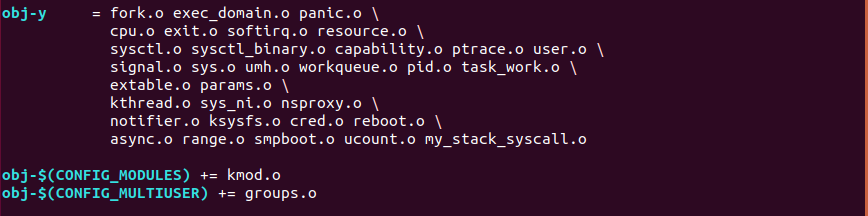 obj-y     = fork.o exec_domain.o panic.o \
            cpu.o exit.o softirq.o resource.o \
            sysctl.o sysctl_binary.o capability.o ptrace.o user.o \
            signal.o sys.o umh.o workqueue.o pid.o task_work.o \
            extable.o params.o \
            kthread.o sys_ni.o nsproxy.o \
            notifier.o ksysfs.o cred.o reboot.o \
            async.o range.o smpboot.o ucount.o my_stack_syscall.o
obj-$(CONFIG_MODULES) += kmod.o
obj-$(CONFIG_MULTIUSER) += groups.o